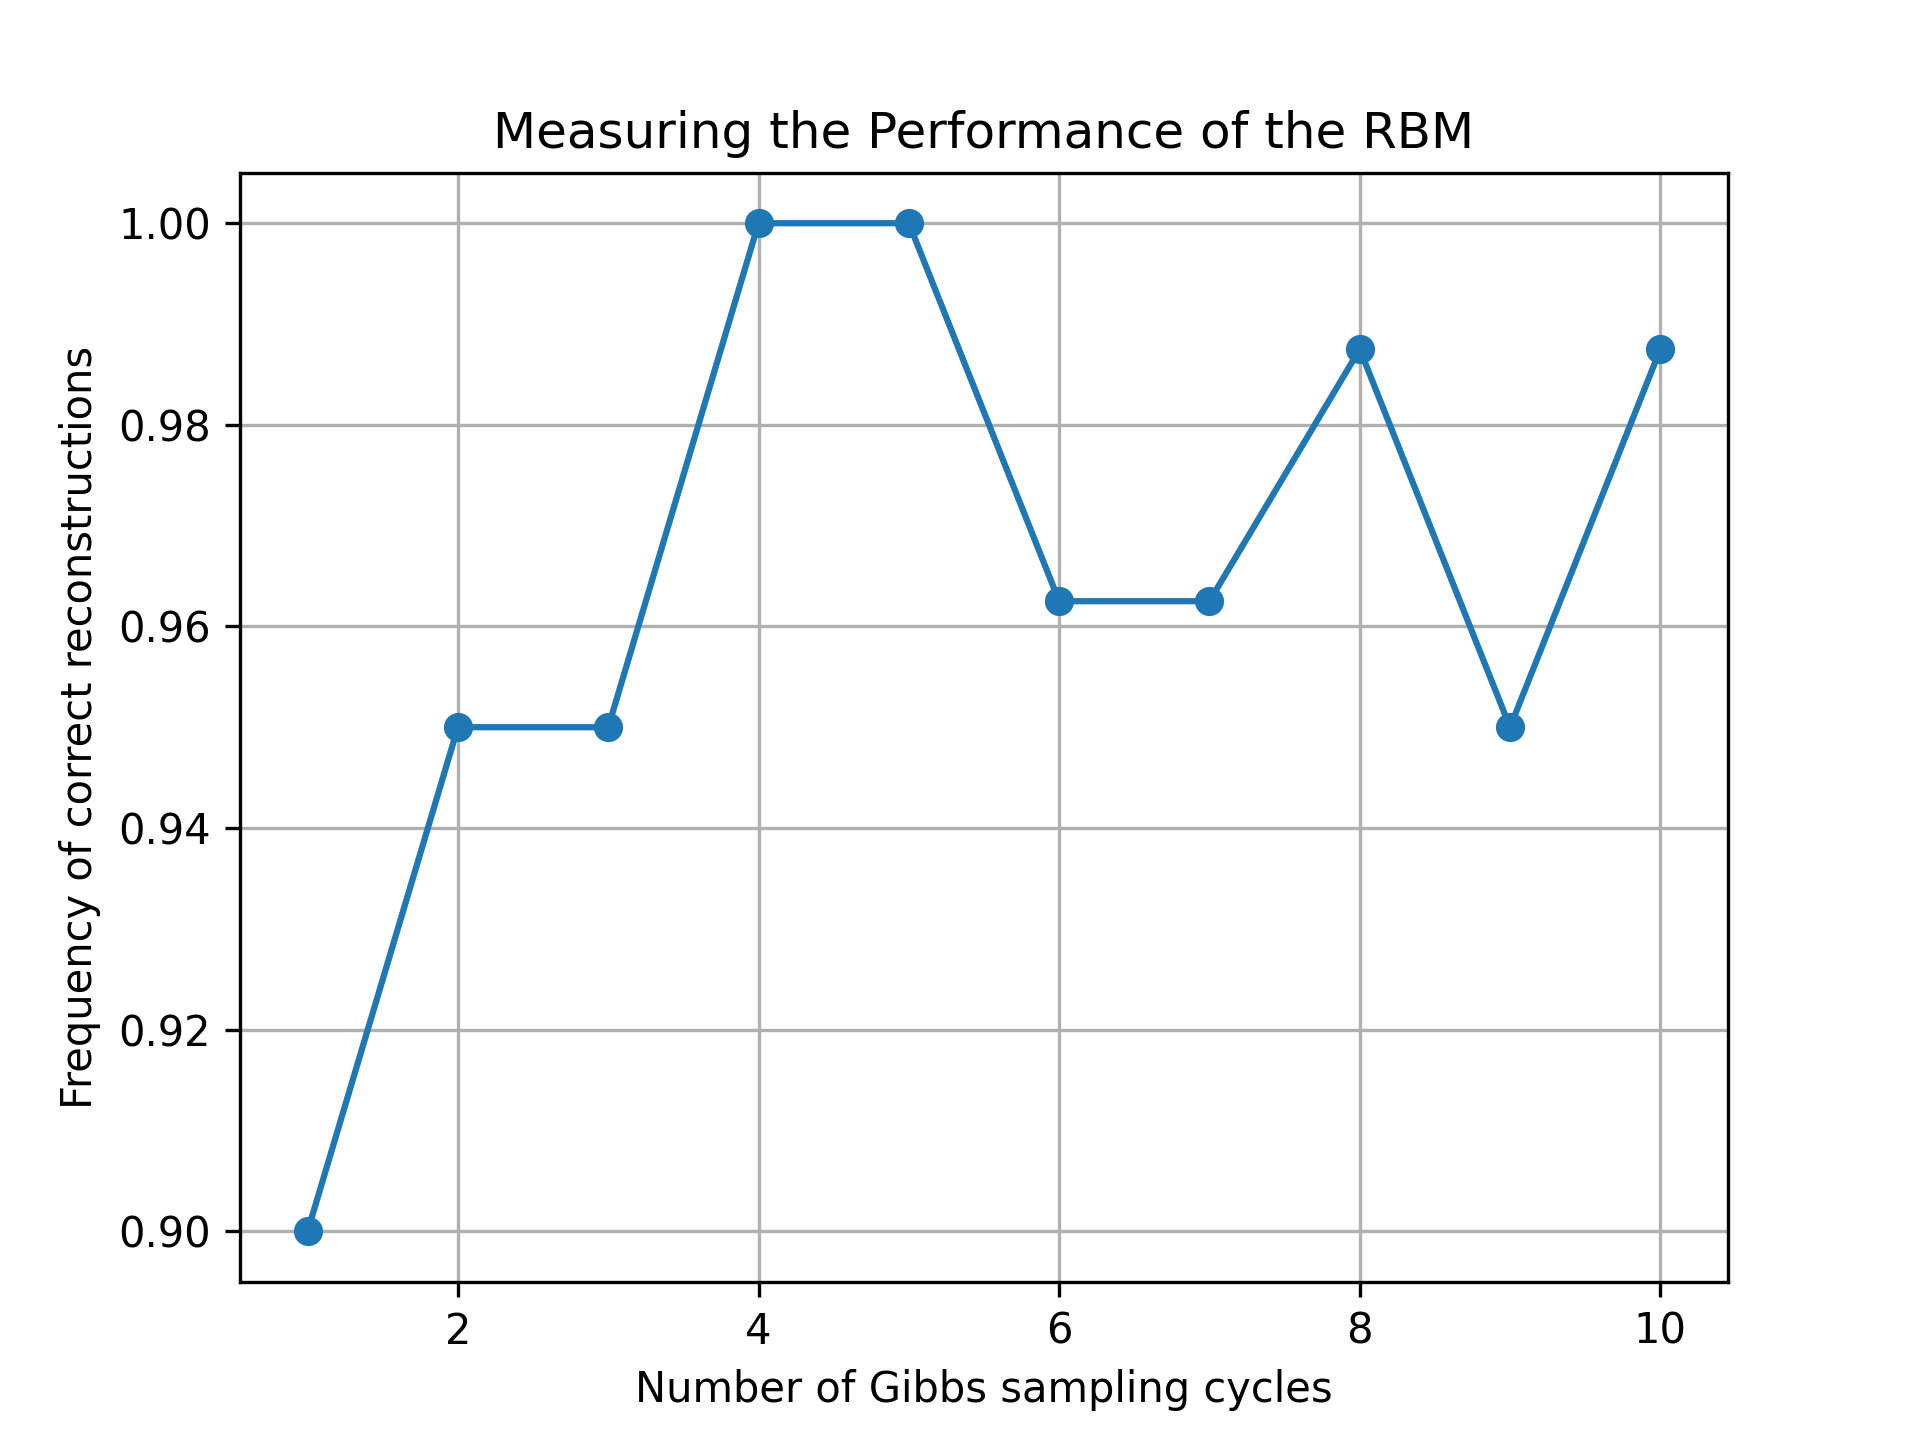 Measuring the Performance of the RBM
Frequency of correct reconstructions
1.00
0.98
0.96
0.94
0.92
0.90
2 4 6 8 10
Number of Gibbs sampling cycles